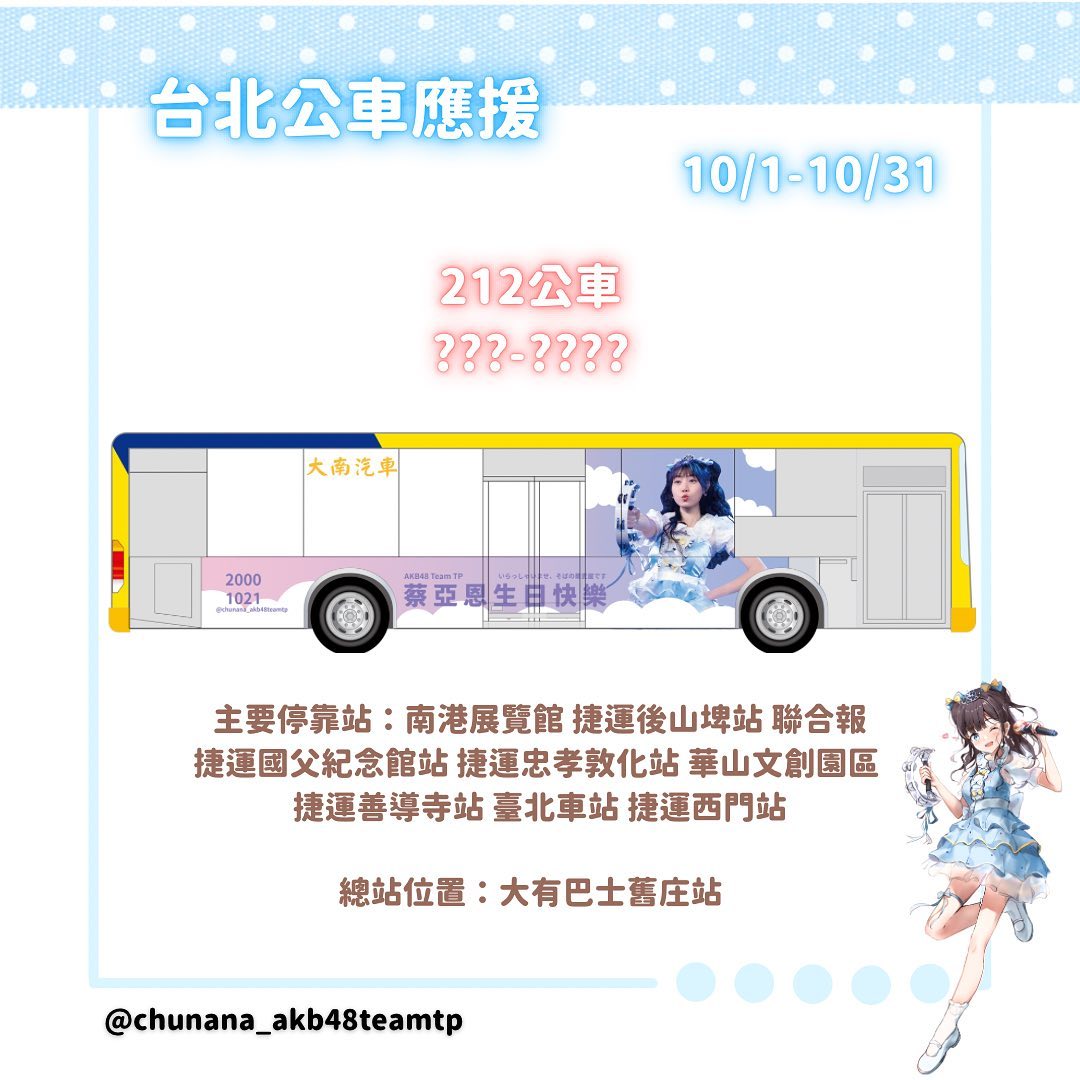 台北公車應援
10/1-10/31
212公車
???-????
大南汽車
2000
1021
@chunana_akb48teamtp
AKB48 Team TP
いらっしゃいませ、そばの販売屋です
蔡亞恩生日快樂
主要停靠站：南港展覽館 捷運後山埤站 聯合報
捷運國父紀念館站 捷運忠孝敦化站 華山文創園區
捷運善導寺站 臺北車站 捷運西門站
總站位置：大有巴士舊庄站
@chunana_akb48teamtp